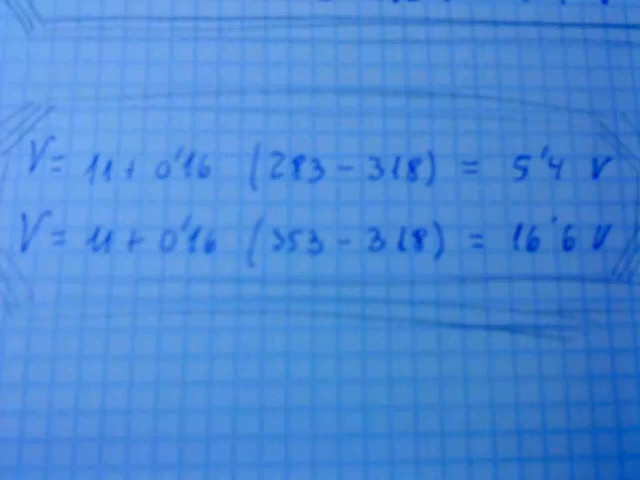 V = 11 + 0'16 (283 - 318) = 5'4 V
V = 11 + 0'16 (353 - 318) = 16'6 V